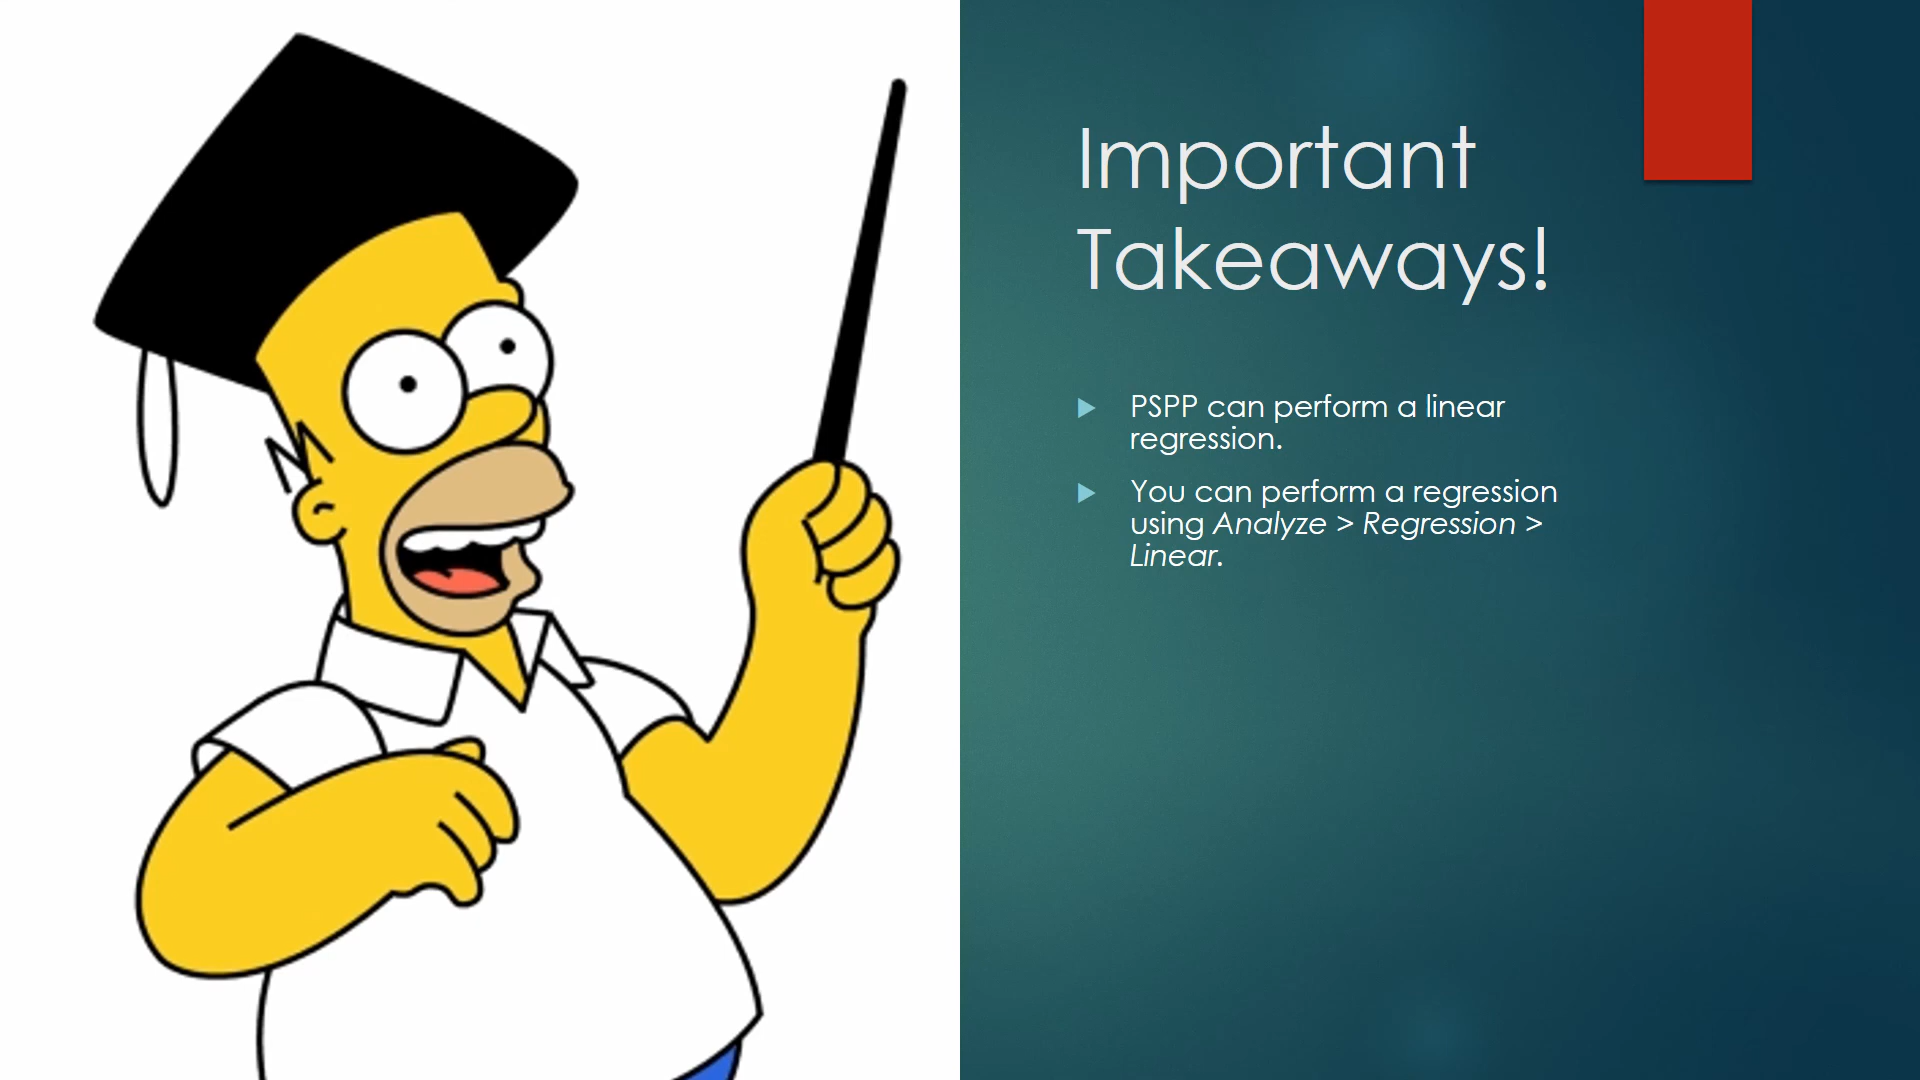 Important
Takeaways!
PSPP can perform a linear
regression.
You can perform a regression
using Analyze > Regression >
Linear.